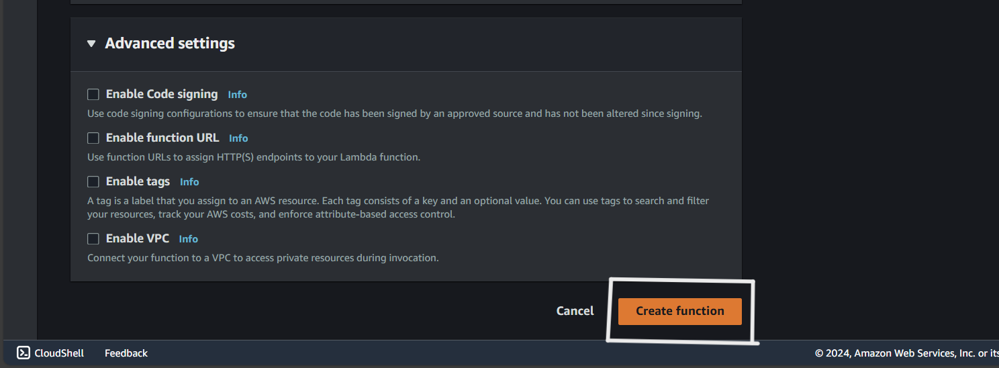 Advanced settings
Enable Code signing Info
Use code signing configurations to ensure that the code has been signed by an approved source and has not been altered since signing.
Enable function URL Info
Use function URLs to assign HTTP(S) endpoints to your Lambda function.
Enable tags Info
A tag is a label that you assign to an AWS resource. Each tag consists of a key and an optional value. You can use tags to search and filter
your resources, track your AWS costs, and enforce attribute-based access control.
Enable VPC Info
Connect your function to a VPC to access private resources during invocation.
Cancel Create function
CloudShell Feedback © 2024, Amazon Web Services, Inc. or its